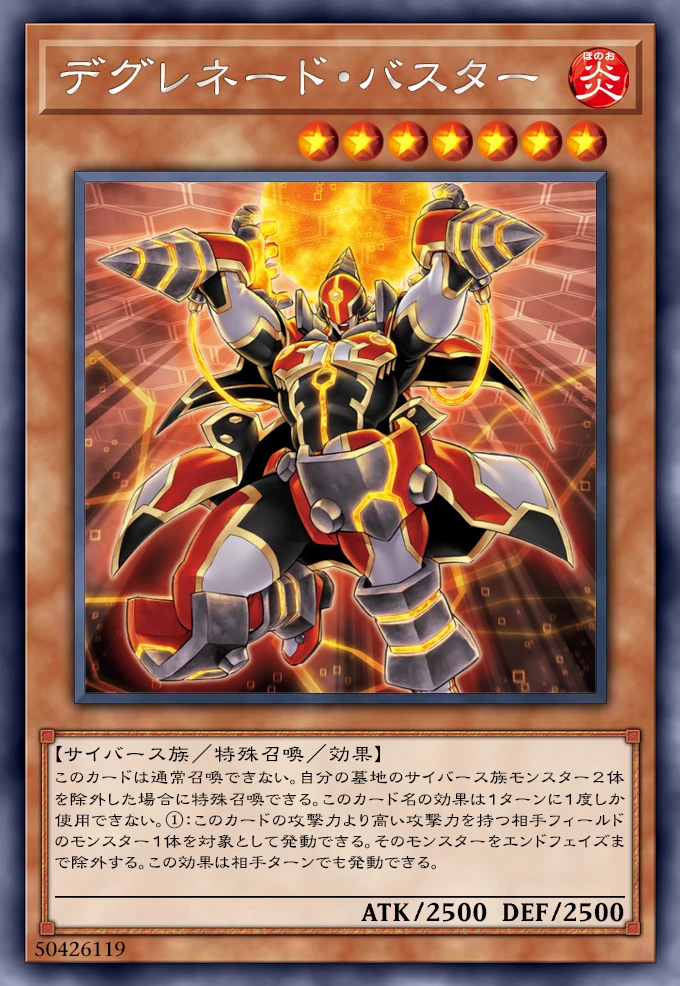 デグレネード・バスター
ほのお
炎
【サイバース族／特殊召喚／効果】
このカードは通常召喚できない。自分の墓地のサイバース族モンスター２体
を除外した場合に特殊召喚できる。このカード名の効果は１ターンに１度しか
使用できない。①：このカードの攻撃力より高い攻撃力を持つ相手フィールド
のモンスター１体を対象として発動できる。そのモンスターをエンドフェイズま
で除外する。この効果は相手ターンでも発動できる。
ATK/2500 DEF/2500
50426119